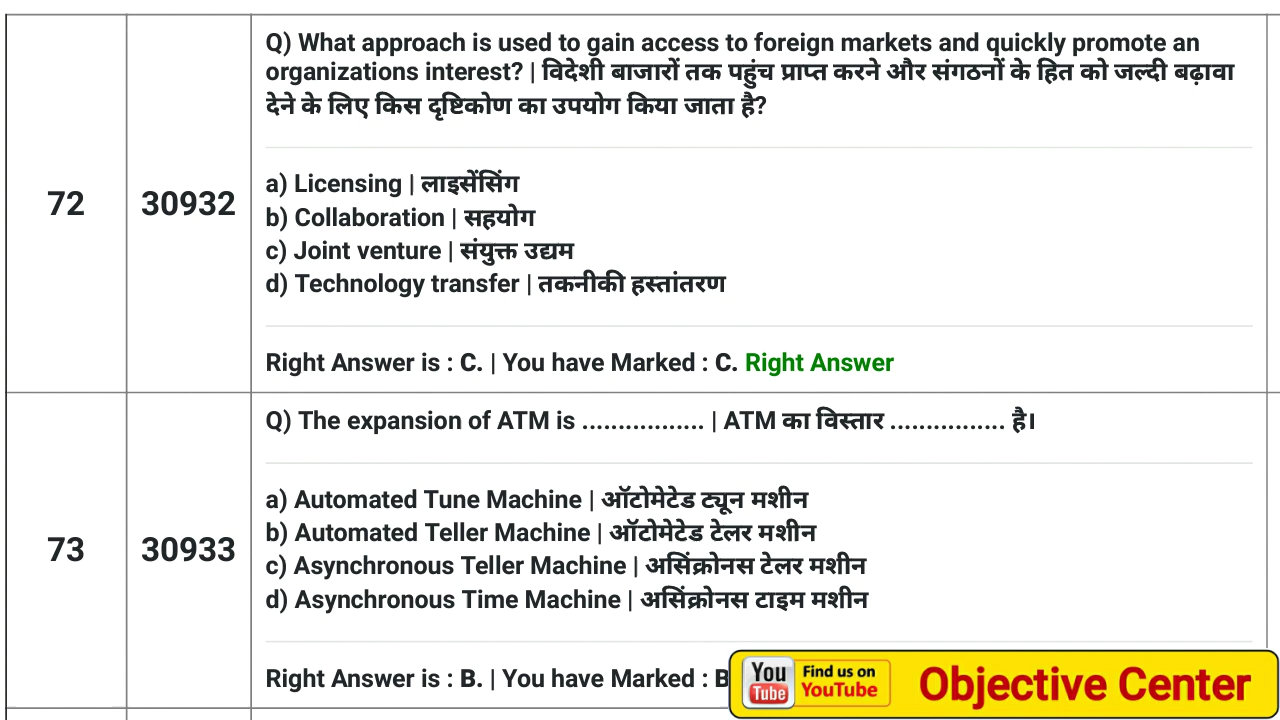 72
30932
Q) What approach is used to gain access to foreign markets and quickly promote an
organizations interest? | विदेशी बाजारों तक पहुंच प्राप्त करने और संगठनों के हित को जल्दी बढ़ावा
देने के लिए किस दृष्टिकोण का उपयोग किया जाता है?
a) Licensing | लाइसेंसिंग
b) Collaboration | सहयोग
c) Joint venture | संयुक्त उद्यम
d) Technology transfer | तकनीकी हस्तांतरण
Right Answer is : C. | You have Marked : C. Right Answer
73
30933
Q) The expansion of ATM is ................. | ATM का विस्तार ................ है।
a) Automated Tune Machine | ऑटोमेटेड ट्यून मशीन
b) Automated Teller Machine | ऑटोमेटेड टेलर मशीन
c) Asynchronous Teller Machine | असिंक्रोनस टेलर मशीन
d) Asynchronous Time Machine | असिंक्रोनस टाइम मशीन
Right Answer is : B. | You have Marked : B
You Tube
Find us on
YouTube
Objective Center